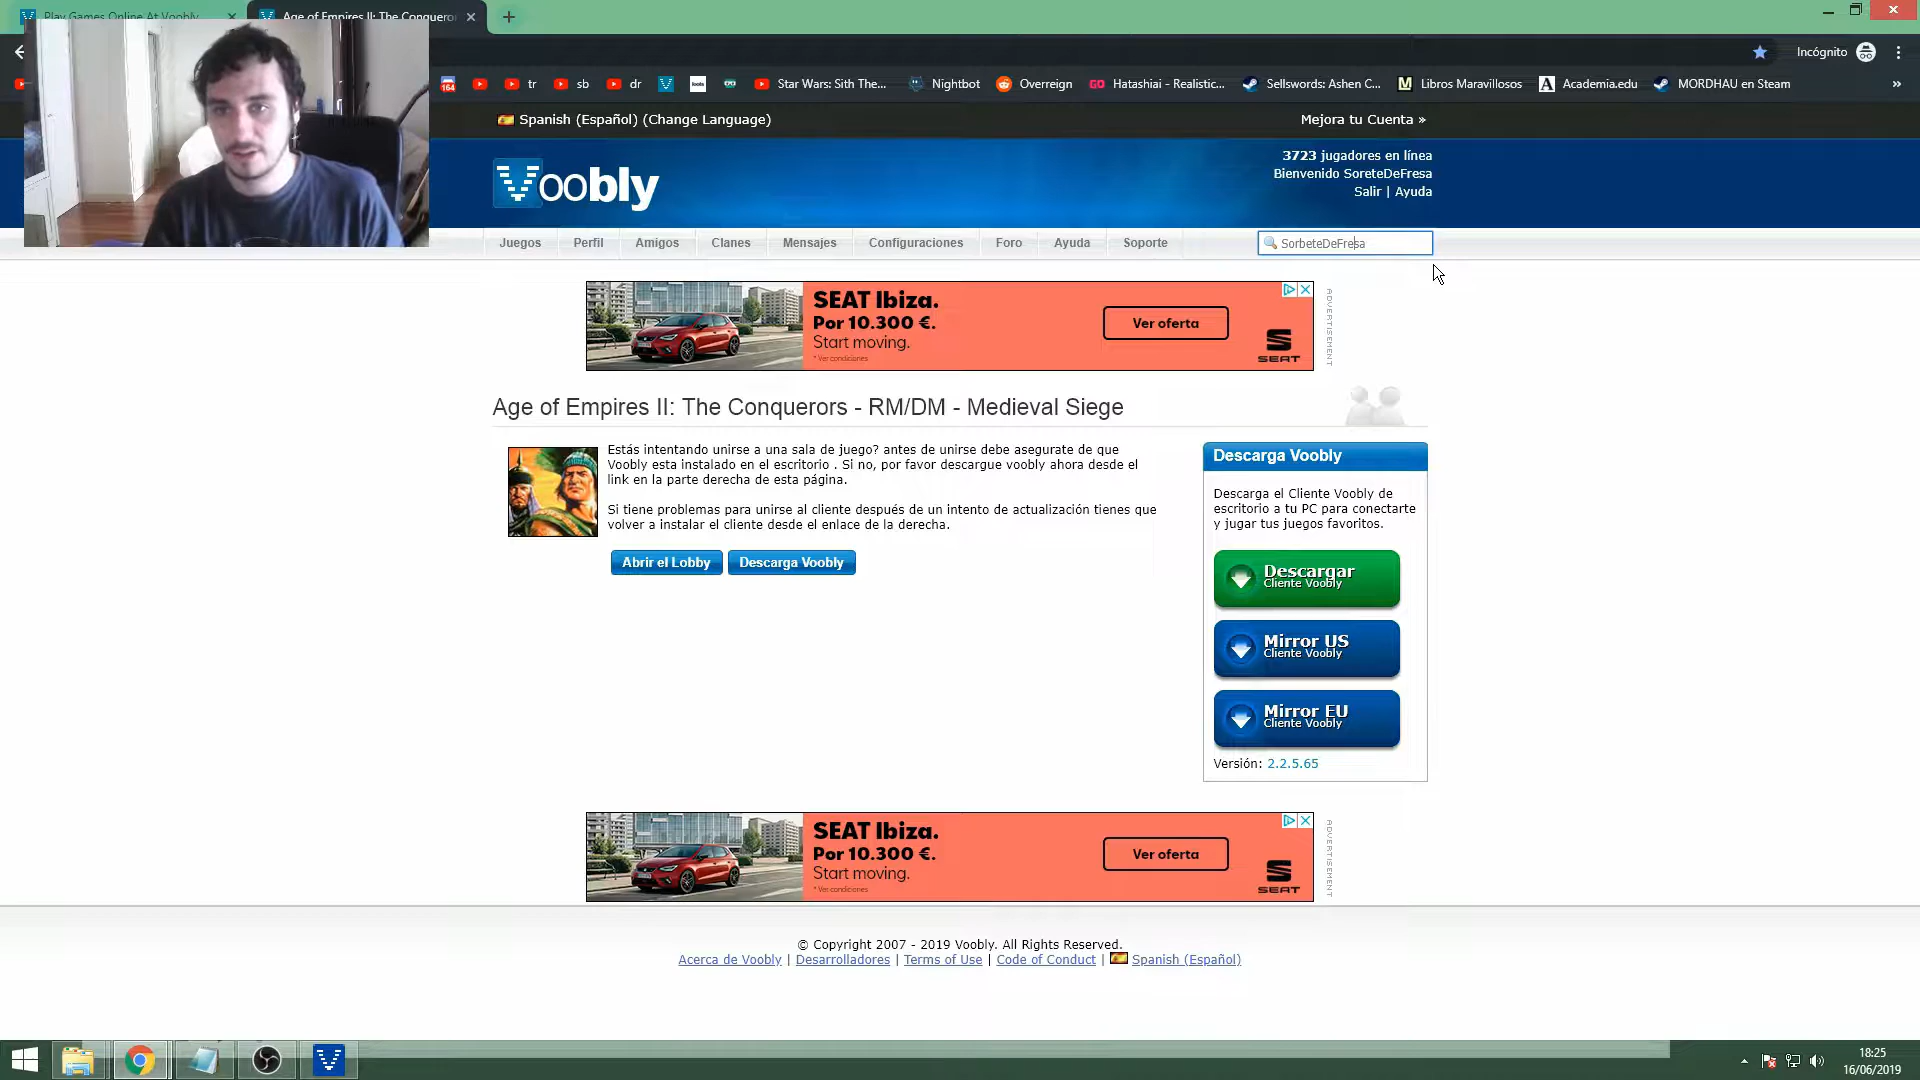 Play Games Online At Voobly
Age of Empires II: The Conqueror
Incógnito
164
tr
sb
dr
Star Wars: Sith The...
Nightbot
Overreign
Hatashiai - Realistic...
Sellswords: Ashen C...
Libros Maravillosos
Academia.edu
MORDHAU en Steam
»
Spanish (Español) (Change Language)
Mejora tu Cuenta »
Voobly
3723 jugadores en línea
Bienvenido SoreteDeFresa
Salir | Ayuda
Juegos
Perfil
Amigos
Clanes
Mensajes
Configuraciones
Foro
Ayuda
Soporte
SorbeteDeFresa
SEAT Ibiza.
Por 10.300 €.
Start moving.
* Ver condiciones
Ver oferta
SEAT
ADVERTISEMENT
Age of Empires II: The Conquerors - RM/DM - Medieval Siege
Estás intentando unirse a una sala de juego? antes de unirse debe asegurate de que
Voobly esta instalado en el escritorio . Si no, por favor descargue voobly ahora desde el
link en la parte derecha de esta página.
Si tiene problemas para unirse al cliente después de un intento de actualización tienes que
volver a instalar el cliente desde el enlace de la derecha.
Abrir el Lobby
Descarga Voobly
Descarga Voobly
Descarga el Cliente Voobly de
escritorio a tu PC para conectarte
y jugar tus juegos favoritos.
Descargar
Cliente Voobly
Mirror US
Cliente Voobly
Mirror EU
Cliente Voobly
Versión: 2.2.5.65
SEAT Ibiza.
Por 10.300 €.
Start moving.
* Ver condiciones
Ver oferta
SEAT
ADVERTISEMENT
© Copyright 2007 - 2019 Voobly. All Rights Reserved.
Acerca de Voobly | Desarrolladores | Terms of Use | Code of Conduct | Spanish (Español)
18:25
16/06/2019